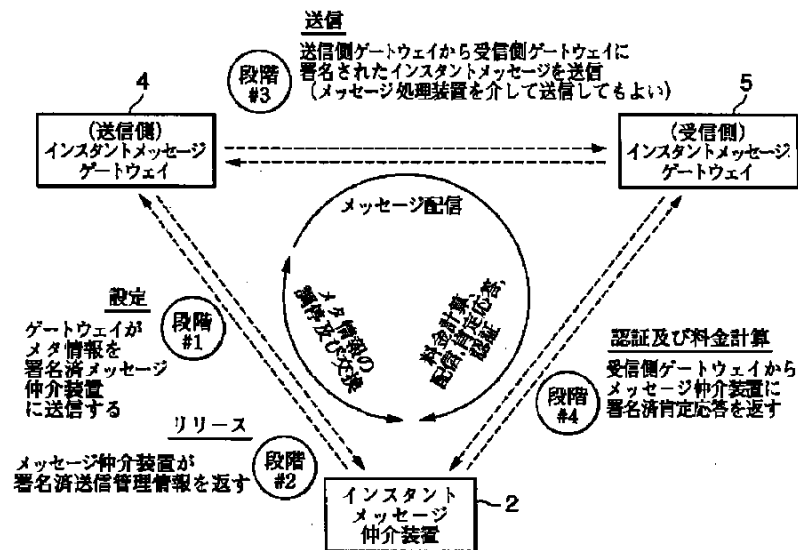 送信
段階
#3
送信側ゲートウェイから受信側ゲートウェイに
署名されたインスタントメッセージを送信
(メッセージ処理装置を介して送信してもよい)
4
(送信側)
インスタントメッセージ
ゲートウェイ
5
(受信側)
インスタントメッセージ
ゲートウェイ
メッセージ配信
メタ情報の
調停及び交換
料金計算,
配信,肯定応答,
認証
設定
段階
#1
ゲートウェイが
メタ情報を
署名済メッセージ
仲介装置
に送信する
認証及び料金計算
段階
#4
受信側ゲートウェイから
メッセージ仲介装置に
署名済肯定応答を返す
リリース
段階
#2
メッセージ仲介装置が
署名済送信管理情報を返す
インスタント
メッセージ
仲介装置
2